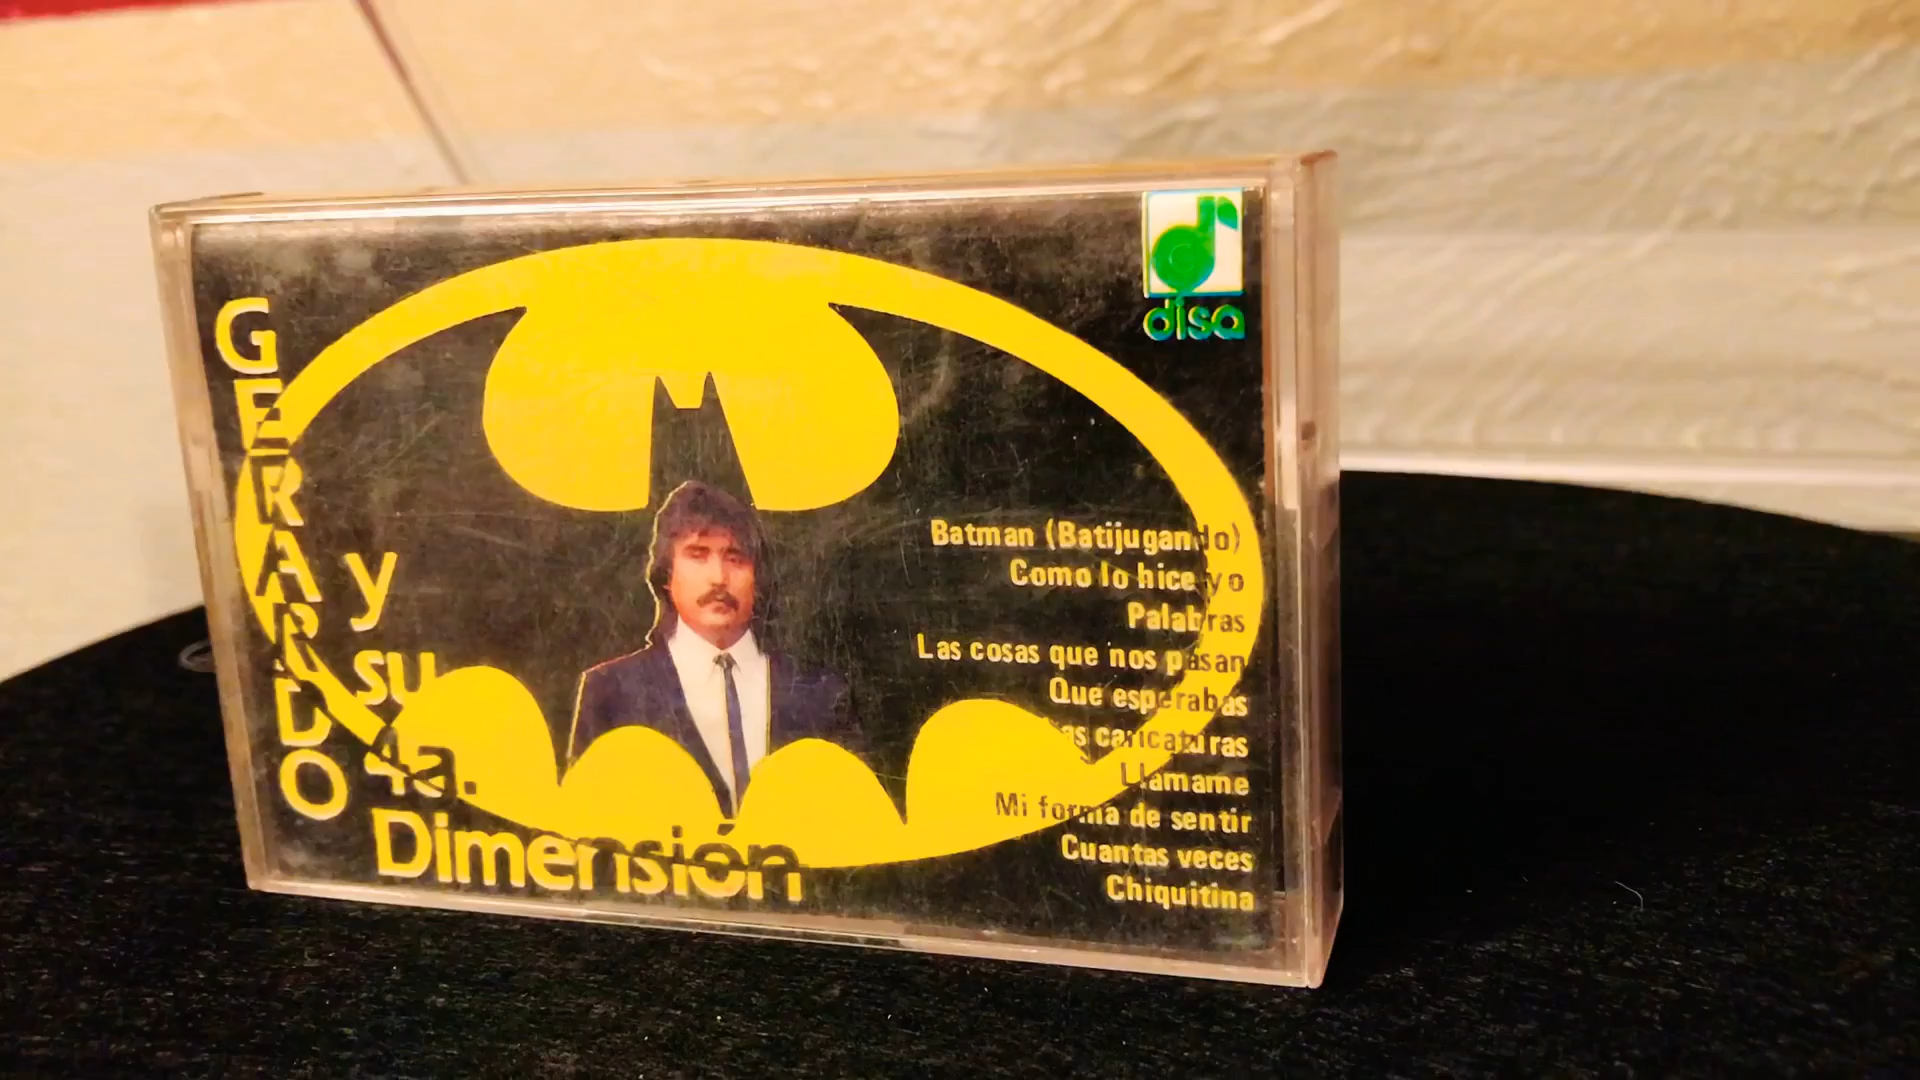 GERARDO
y
su
4a.
Dimensión
disa
Batman (Batijugando)
Como lo hice yo
Palabras
Las cosas que nos pasan
Que esperabas
caricaturas
Llamame
Mi forma de sentir
Cuantas veces
Chiquitina